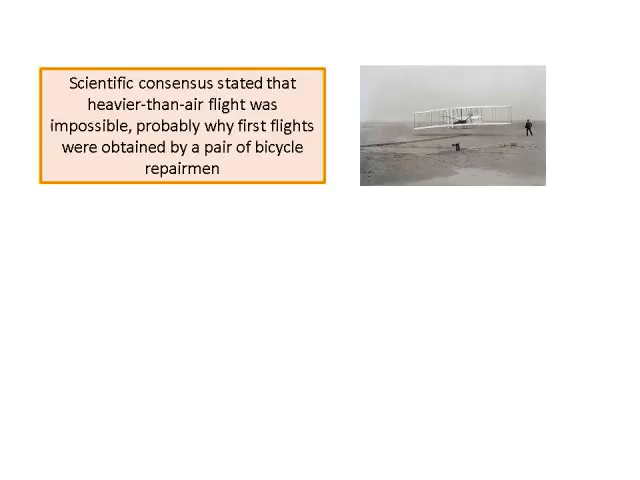 Scientific consensus stated that
heavier-than-air flight was
impossible, probably why first flights
were obtained by a pair of bicycle
repairmen